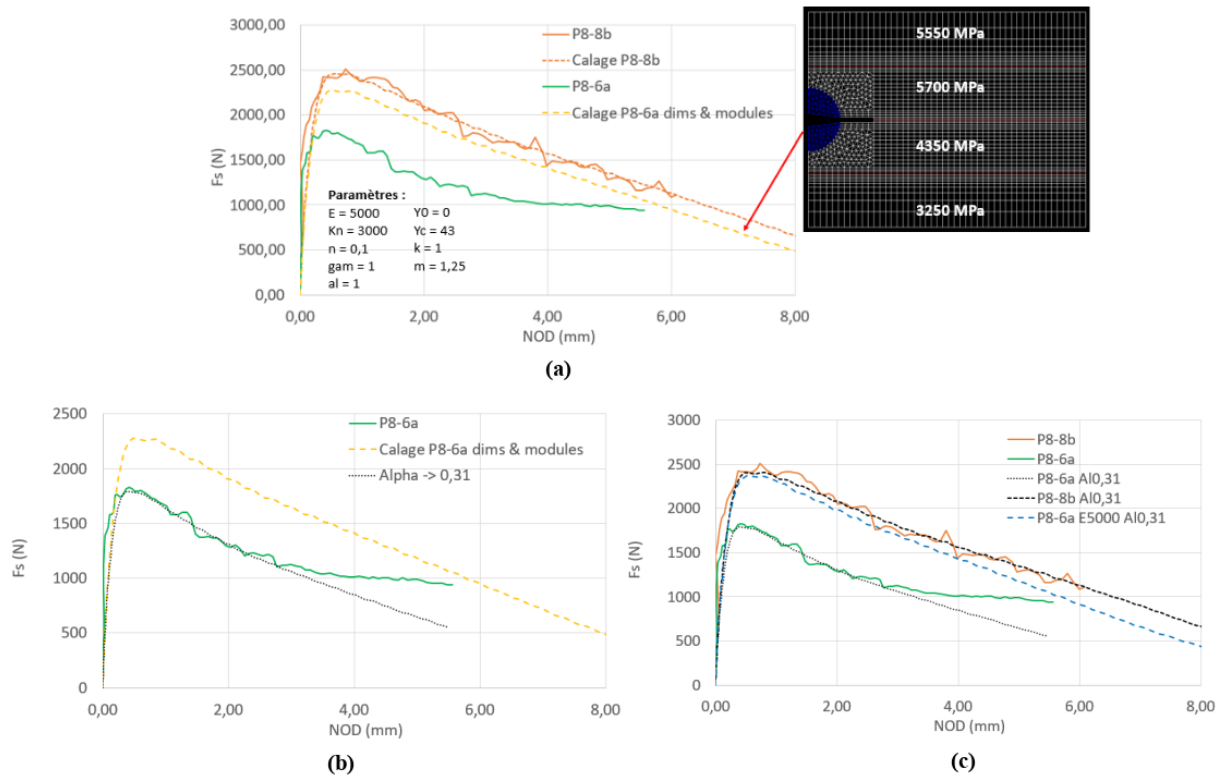 3000,00
2500,00
2000,00
1500,00
1000,00
500,00
0,00
Fs (N)
0,00 2,00 4,00 6,00 8,00
NOD (mm)
P8-8b
Calage P8-8b
P8-6a
Calage P8-6a dims & modules
Paramètres :
E = 5000 Y0 = 0
Kn = 3000 Yc = 43
n = 0,1 k = 1
gam = 1 m = 1,25
al = 1
5550 MPa
5700 MPa
4350 MPa
3250 MPa
(a)
2500
2000
1500
1000
500
0
Fs (N)
0,00 2,00 4,00 6,00 8,00
NOD (mm)
P8-6a
Calage P8-6a dims & modules
Alpha -> 0,31
(b)
3000
2500
2000
1500
1000
500
0
Fs (N)
0,00 2,00 4,00 6,00 8,00
NOD (mm)
P8-8b
P8-6a
P8-6a Al0,31
P8-8b Al0,31
P8-6a E5000 Al0,31
(c)